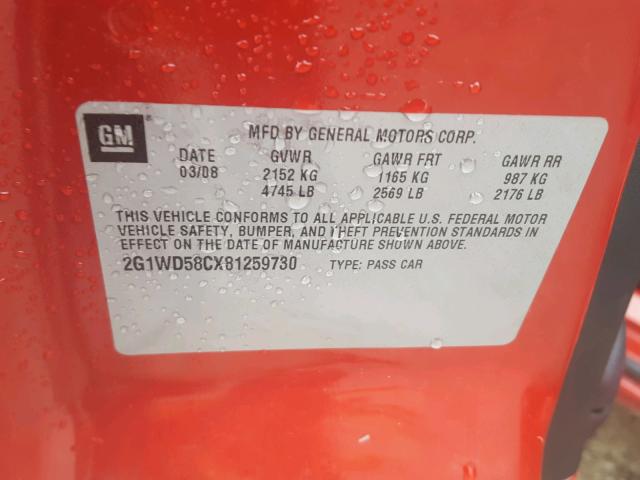 GM
MFD BY GENERAL MOTORS CORP.
DATE GVWR GAWR FRT GAWR RR
03/08 2152 KG 1165 KG 987 KG
4745 LB 2569 LB 2176 LB
THIS VEHICLE CONFORMS TO ALL APPLICABLE U.S. FEDERAL MOTOR
VEHICLE SAFETY, BUMPER, AND THEFT PREVENTION STANDARDS IN
EFFECT ON THE DATE OF MANUFACTURE SHOWN ABOVE.
2G1WD58CX81259730 TYPE: PASS CAR